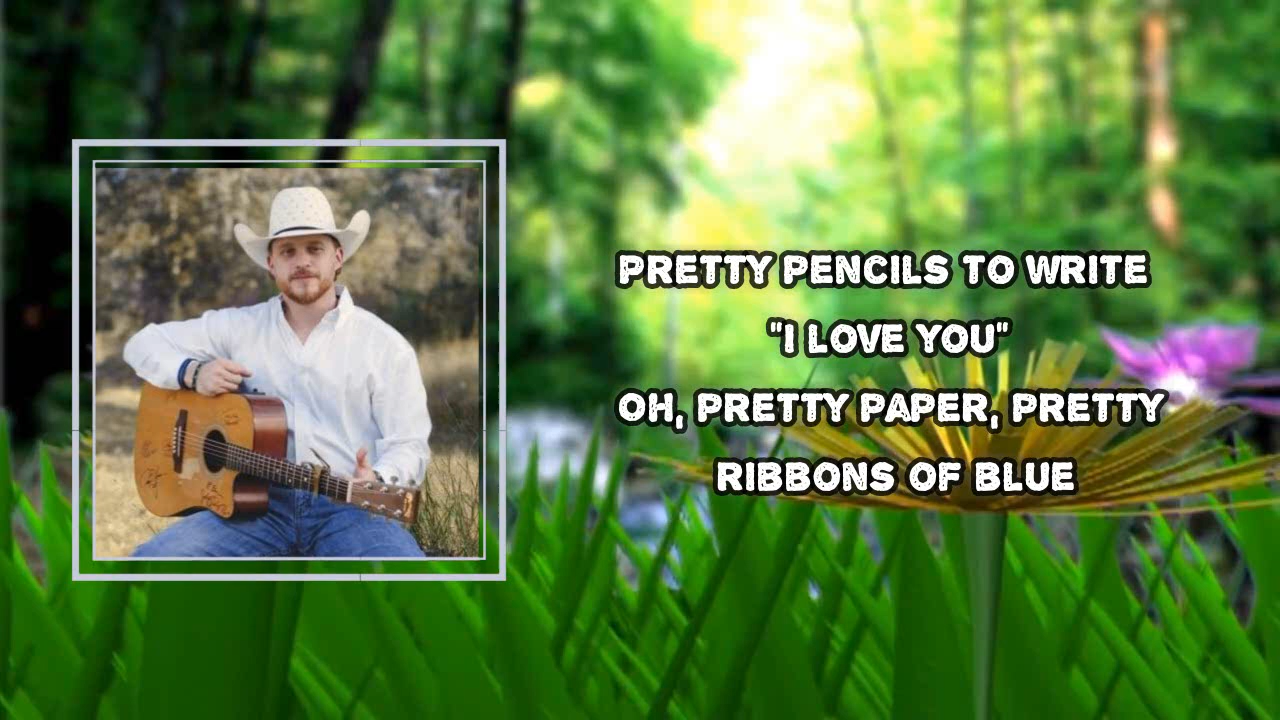 PRETTY PENCILS TO WRITE
"I LOVE YOU"
OH, PRETTY PAPER, PRETTY
RIBBONS OF BLUE